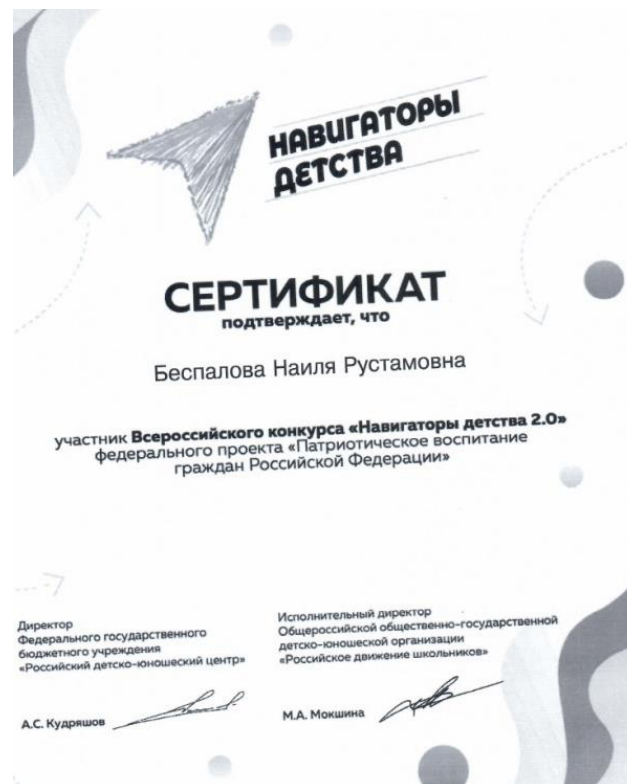 НАВИГАТОРЫ
ДЕТСТВА
СЕРТИФИКАТ
подтверждает, что
Беспалова Наиля Рустамовна
участник Всероссийского конкурса «Навигаторы детства 2.0»
федерального проекта «Патриотическое воспитание
граждан Российской Федерации»
Директор
Федерального государственного
бюджетного учреждения
«Российский детско-юношеский центр»
А.С. Кудряшов
Исполнительный директор
Общероссийской общественно-государственной
детско-юношеской организации
«Российское движение школьников»
М.А. Мокшина